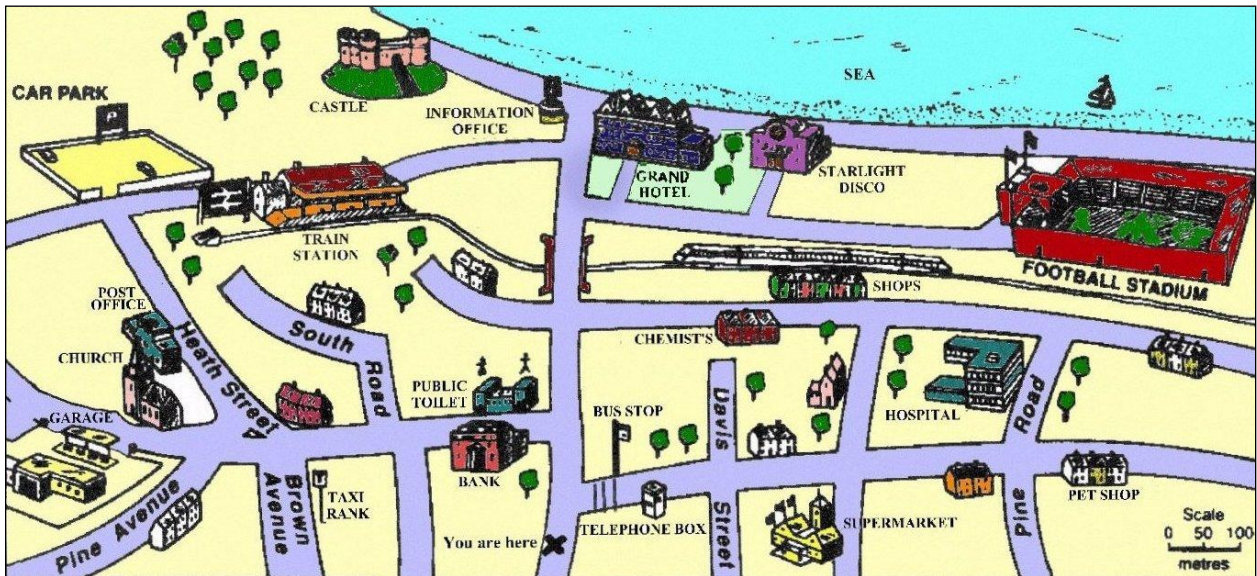 SEA
CAR PARK
CASTLE
INFORMATION
OFFICE
GRAND
HOTEL
STARLIGHT
DISCO
TRAIN
STATION
FOOTBALL STADIUM
SHOPS
POST
OFFICE
Heath Street
South
Road
CHEMIST'S
CHURCH
PUBLIC
TOILET
BUS STOP
Davis
Street
HOSPITAL
Pine
Road
GARAGE
BANK
TAXI
RANK
Brown
Avenue
Pine Avenue
TELEPHONE BOX
SUPERMARKET
PET SHOP
You are here
Scale
0 50 100
metres